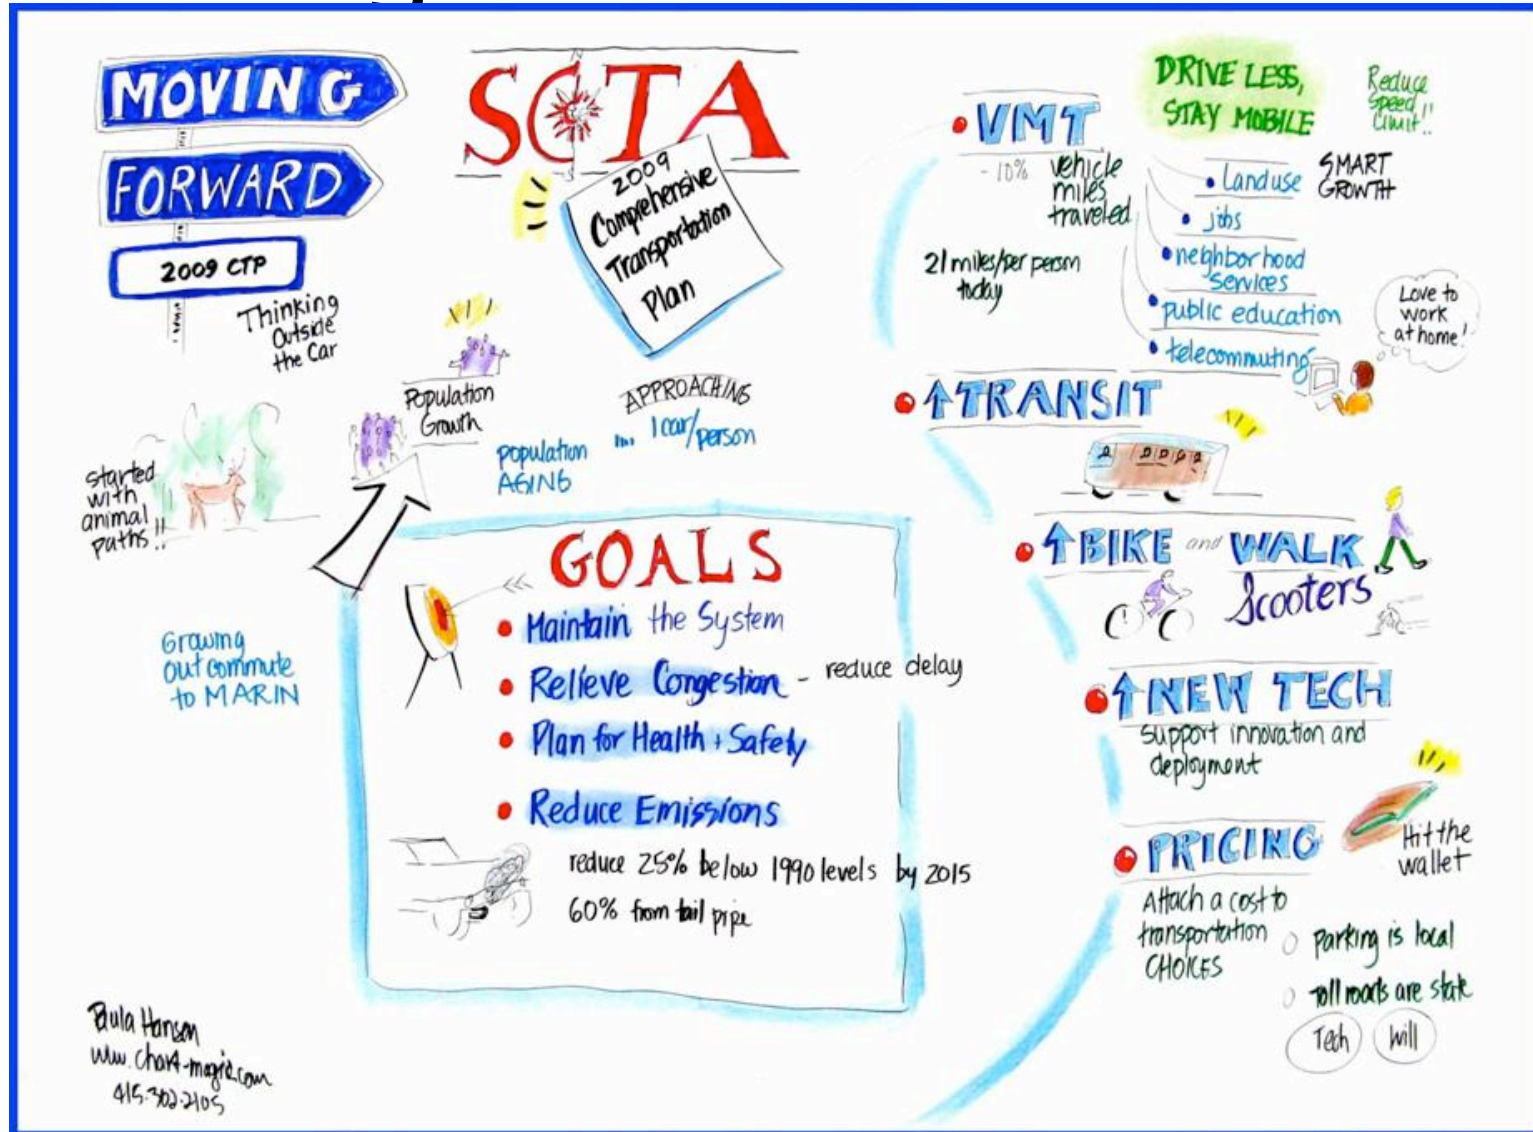 MOVING
FORWARD
2009 CTP
Thinking
Outside
the Car
SCTA
2009
Comprehensive
Transportation
Plan
Population
Growth
population
AGING
APPROACHING
... 1 car/person
started
with
animal
paths!!
Growing
out commute
to MARIN
GOALS
Maintain the System
Relieve Congestion - reduce delay
Plan for Health + Safety
Reduce Emissions
reduce 25% below 1990 levels by 2015
60% from tail pipe
DRIVE LESS,
STAY MOBILE
Reduce
Speed
Limit!!
VMT
-10% vehicle
miles
traveled
21 miles/per person
today
Land use
SMART
GROWTH
jobs
neighborhood
services
public education
telecommuting
Love to
work
at home!
↑TRANSIT
↑BIKE and WALK
Scooters
↑NEW TECH
support innovation and
deployment
PRICING
Hit the
wallet
Attach a cost to
transportation
CHOICES
parking is local
Toll roads are state
Tech
Will
Paula Hansen
www.chart-magic.com
415.302.2105